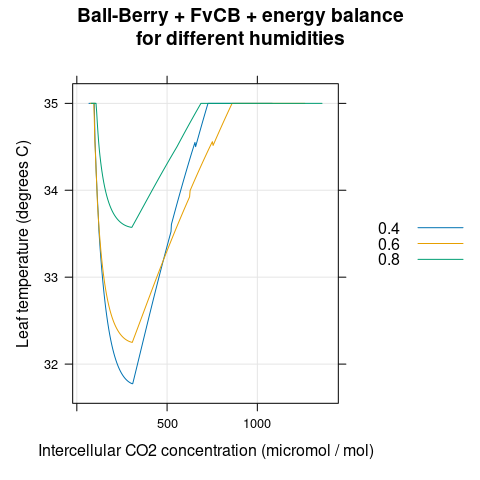 Ball-Berry + FvCB + energy balance
for different humidities
Leaf temperature (degrees C)
35
34
33
32
500
1000
Intercellular CO2 concentration (micromol / mol)
0.4
0.6
0.8